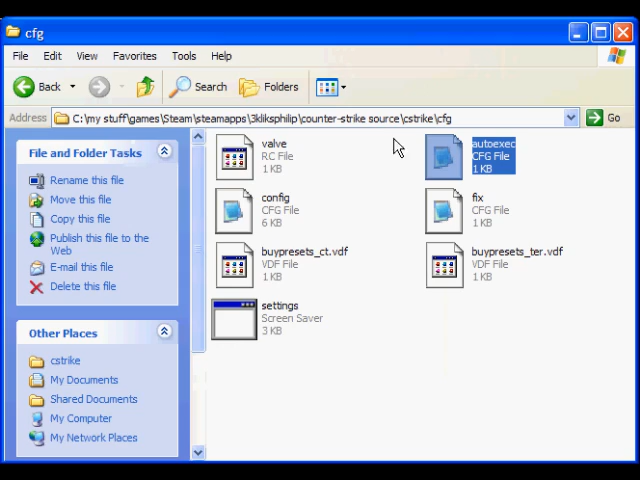 cfg
File Edit View Favorites Tools Help
Back Search Folders
Address C:\my stuff\games\Steam\steamapps\3kliksphilip\counter-strike source\cstrike\cfg Go
File and Folder Tasks
Rename this file
Move this file
Copy this file
Publish this file to the
Web
E-mail this file
Delete this file
Other Places
cstrike
My Documents
Shared Documents
My Computer
My Network Places
valve
RC File
1 KB
autoexec
CFG File
1 KB
config
CFG File
6 KB
fix
CFG File
1 KB
buypresets_ct.vdf
VDF File
1 KB
buypresets_ter.vdf
VDF File
1 KB
settings
Screen Saver
3 KB